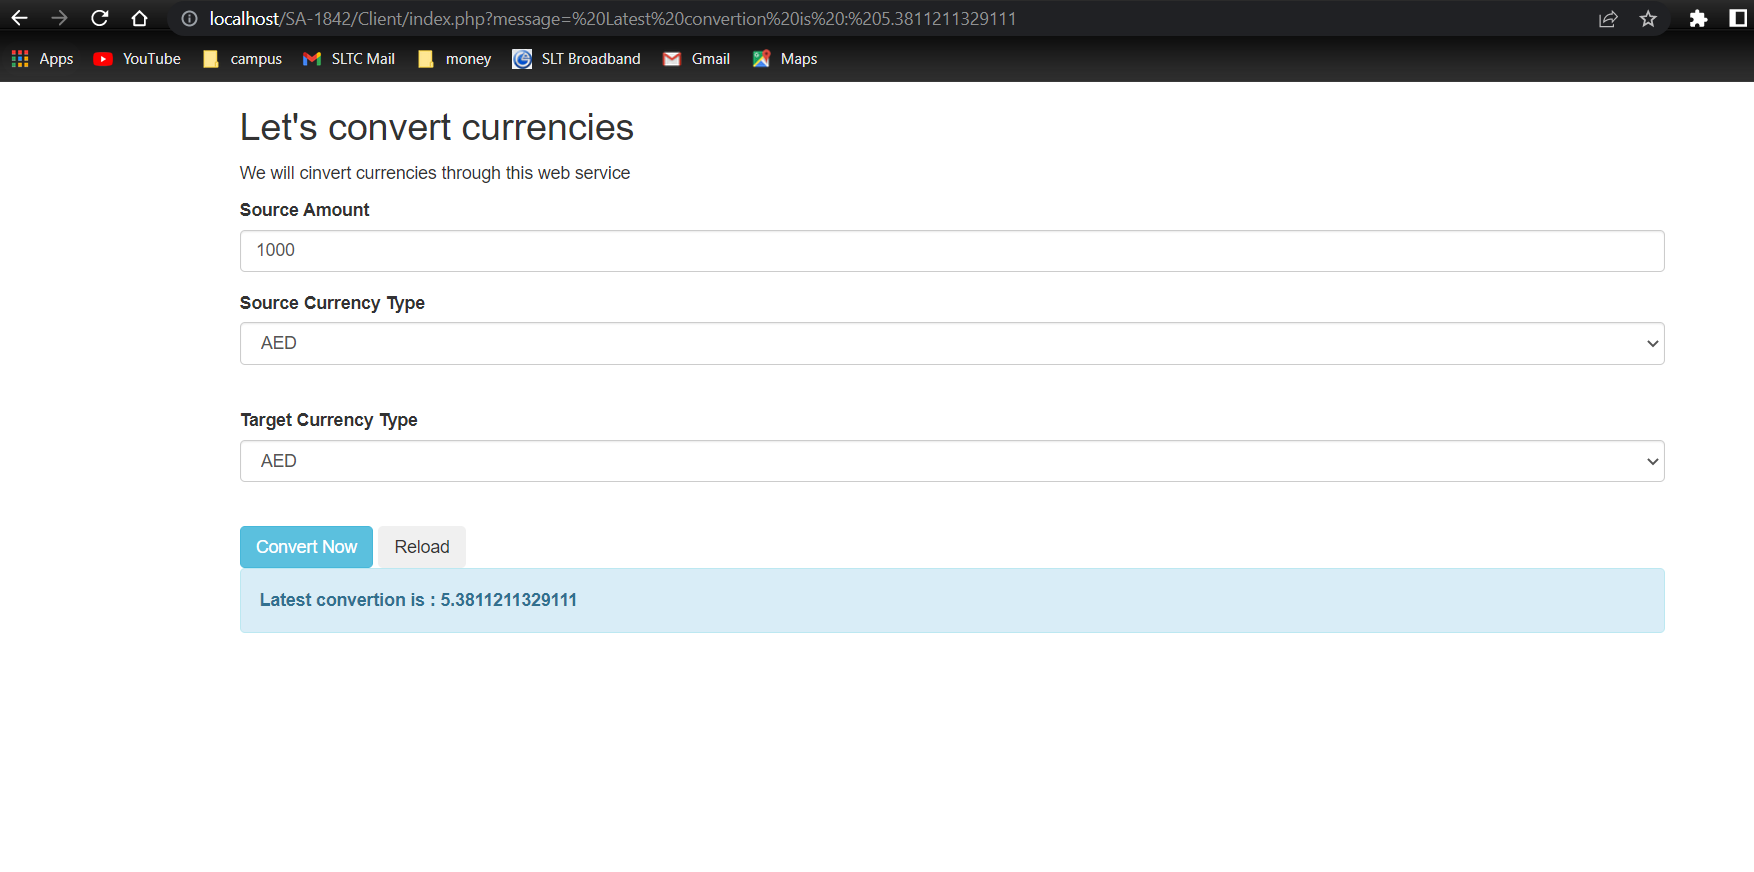 localhost/SA-1842/Client/index.php?message=%20Latest%20convertion%20is%20:%205.3811211329111
Apps YouTube campus SLTC Mail money SLT Broadband Gmail Maps
Let's convert currencies
We will cinvert currencies through this web service
Source Amount
1000
Source Currency Type
AED
Target Currency Type
AED
Convert Now Reload
Latest convertion is : 5.3811211329111